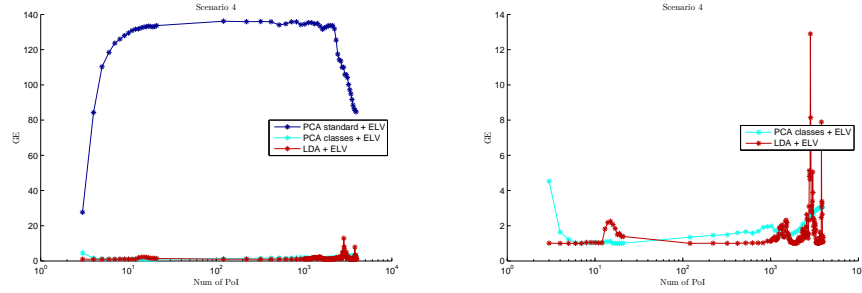 Scenario 4
140
120
100
80
60
40
20
0
GE
10^0
10^1
10^2
10^3
10^4
Num of PoI
PCA standard + ELV
PCA classes + ELV
LDA + ELV
Scenario 4
14
12
10
8
6
4
2
0
GE
10^0
10^1
10^2
10^3
10^4
Num of PoI
PCA classes + ELV
LDA + ELV